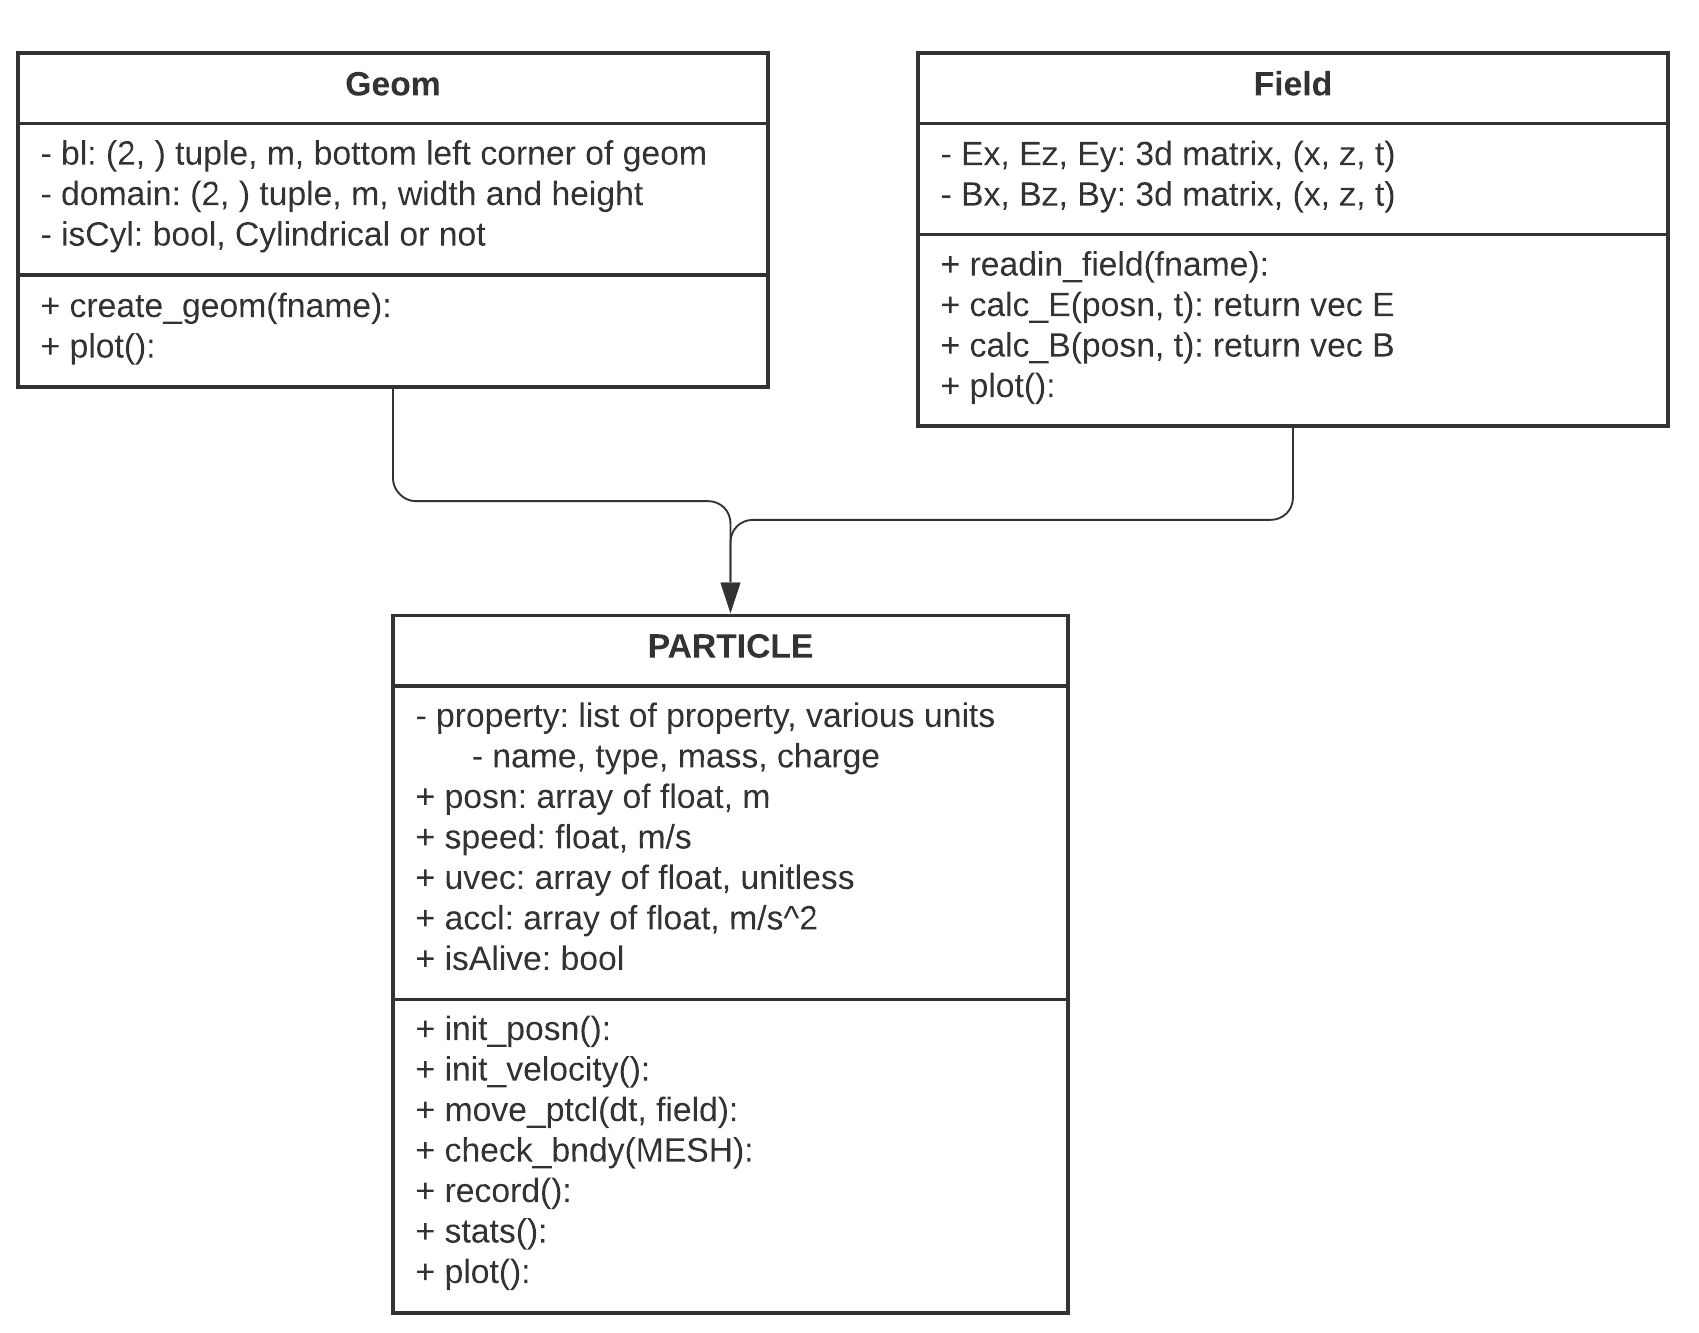 Geom
- bl: (2, ) tuple, m, bottom left corner of geom
- domain: (2, ) tuple, m, width and height
- isCyl: bool, Cylindrical or not
+ create_geom(fname):
+ plot():
Field
- Ex, Ez, Ey: 3d matrix, (x, z, t)
- Bx, Bz, By: 3d matrix, (x, z, t)
+ readin_field(fname):
+ calc_E(posn, t): return vec E
+ calc_B(posn, t): return vec B
+ plot():
PARTICLE
- property: list of property, various units
- name, type, mass, charge
+ posn: array of float, m
+ speed: float, m/s
+ uvec: array of float, unitless
+ accl: array of float, m/s^2
+ isAlive: bool
+ init_posn():
+ init_velocity():
+ move_ptcl(dt, field):
+ check_bndy(MESH):
+ record():
+ stats():
+ plot():